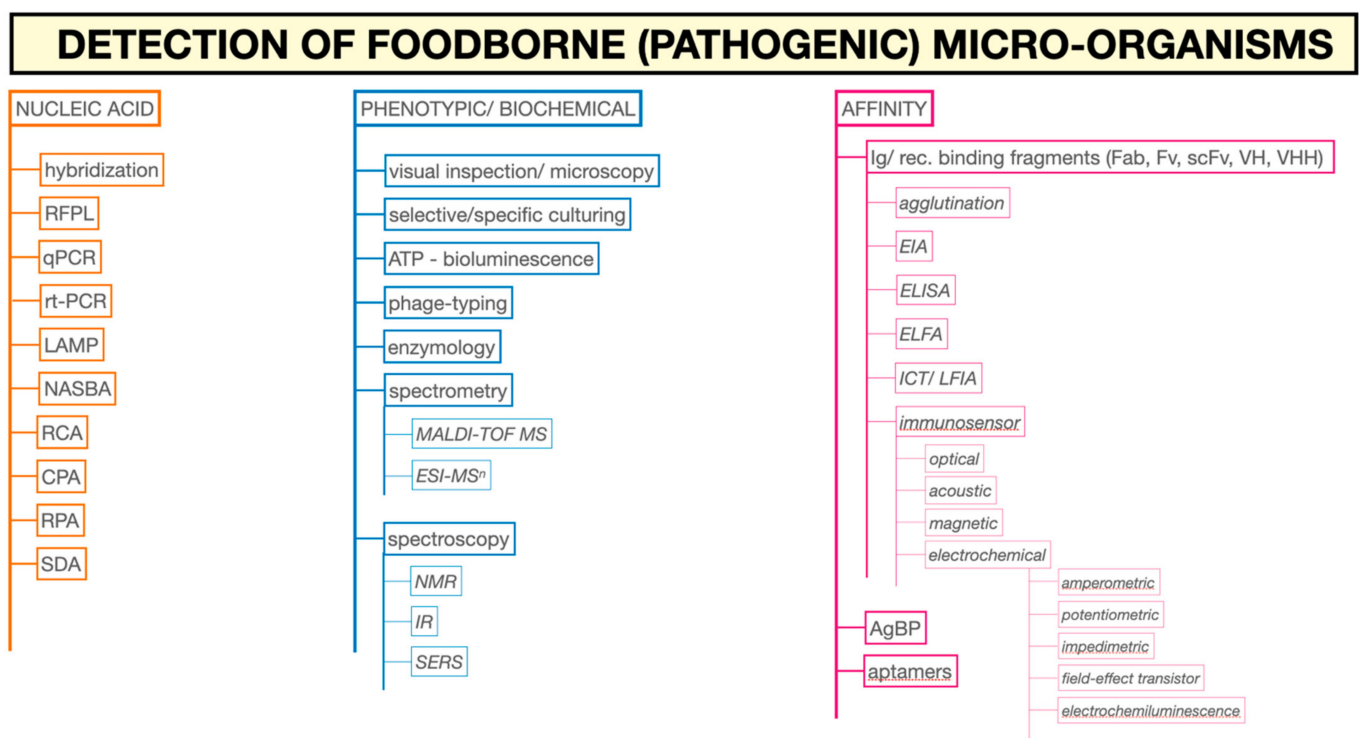 DETECTION OF FOODBORNE (PATHOGENIC) MICRO-ORGANISMS
NUCLEIC ACID
hybridization
RFPL
qPCR
rt-PCR
LAMP
NASBA
RCA
CPA
RPA
SDA
PHENOTYPIC/ BIOCHEMICAL
visual inspection/ microscopy
selective/specific culturing
ATP - bioluminescence
phage-typing
enzymology
spectrometry
MALDI-TOF MS
ESI-MSⁿ
spectroscopy
NMR
IR
SERS
AFFINITY
Ig/ rec. binding fragments (Fab, Fv, scFv, VH, VHH)
agglutination
EIA
ELISA
ELFA
ICT/ LFIA
immunosensor
optical
acoustic
magnetic
electrochemical
amperometric
potentiometric
impedimetric
field-effect transistor
electrochemiluminescence
AgBP
aptamers